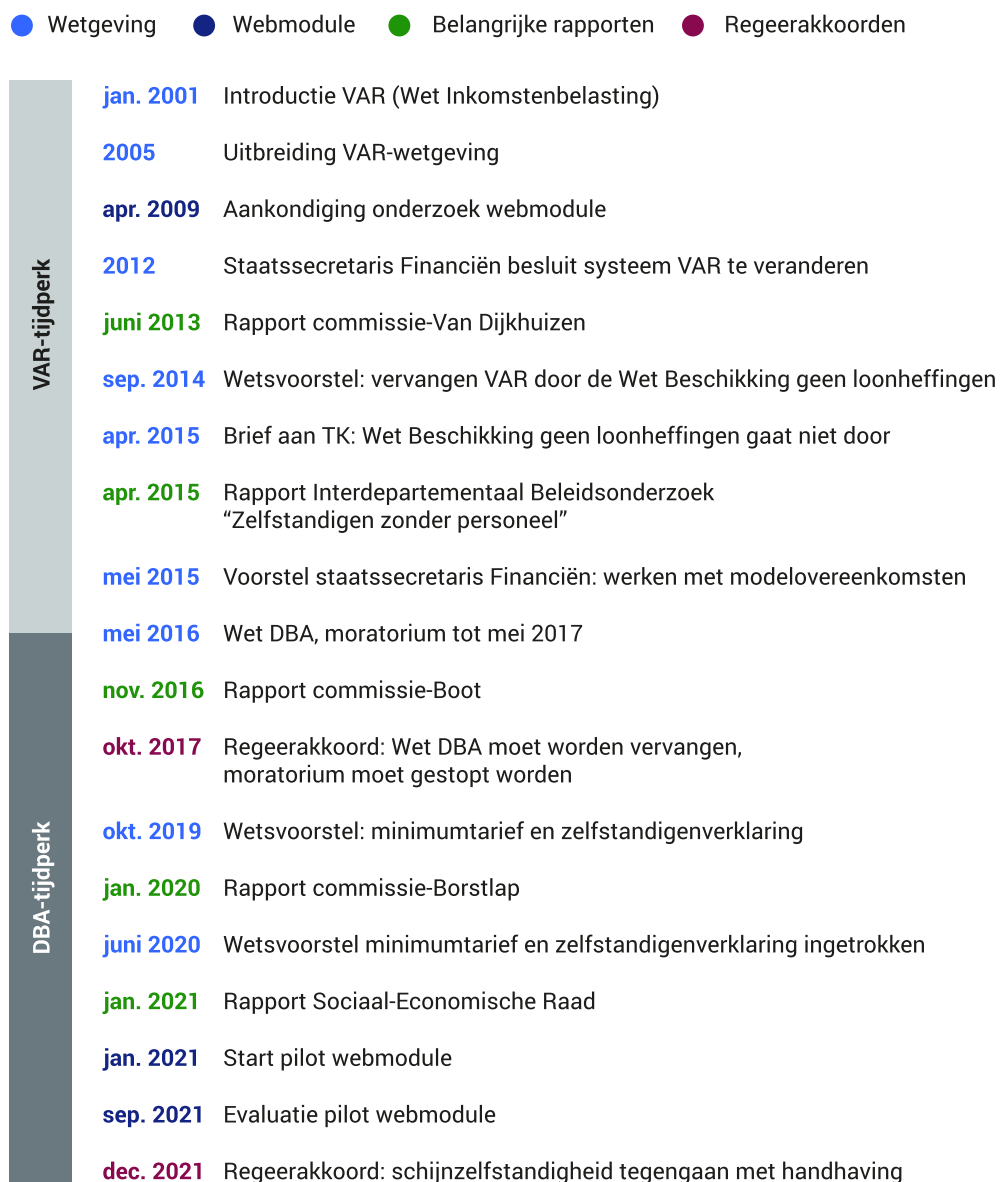 Wetgeving Webmodule Belangrijke rapporten Regeerakkoorden
VAR-tijdperk
jan. 2001 Introductie VAR (Wet Inkomstenbelasting)
2005 Uitbreiding VAR-wetgeving
apr. 2009 Aankondiging onderzoek webmodule
2012 Staatssecretaris Financiën besluit systeem VAR te veranderen
juni 2013 Rapport commissie-Van Dijkhuizen
sep. 2014 Wetsvoorstel: vervangen VAR door de Wet Beschikking geen loonheffingen
apr. 2015 Brief aan TK: Wet Beschikking geen loonheffingen gaat niet door
apr. 2015 Rapport Interdepartementaal Beleidsonderzoek
“Zelfstandigen zonder personeel”
mei 2015 Voorstel staatssecretaris Financiën: werken met modelovereenkomsten
DBA-tijdperk
mei 2016 Wet DBA, moratorium tot mei 2017
nov. 2016 Rapport commissie-Boot
okt. 2017 Regeerakkoord: Wet DBA moet worden vervangen,
moratorium moet gestopt worden
okt. 2019 Wetsvoorstel: minimumtarief en zelfstandigenverklaring
jan. 2020 Rapport commissie-Borstlap
juni 2020 Wetsvoorstel minimumtarief en zelfstandigenverklaring ingetrokken
jan. 2021 Rapport Sociaal-Economische Raad
jan. 2021 Start pilot webmodule
sep. 2021 Evaluatie pilot webmodule
dec. 2021 Regeerakkoord: schijnzelfstandigheid tegengaan met handhaving